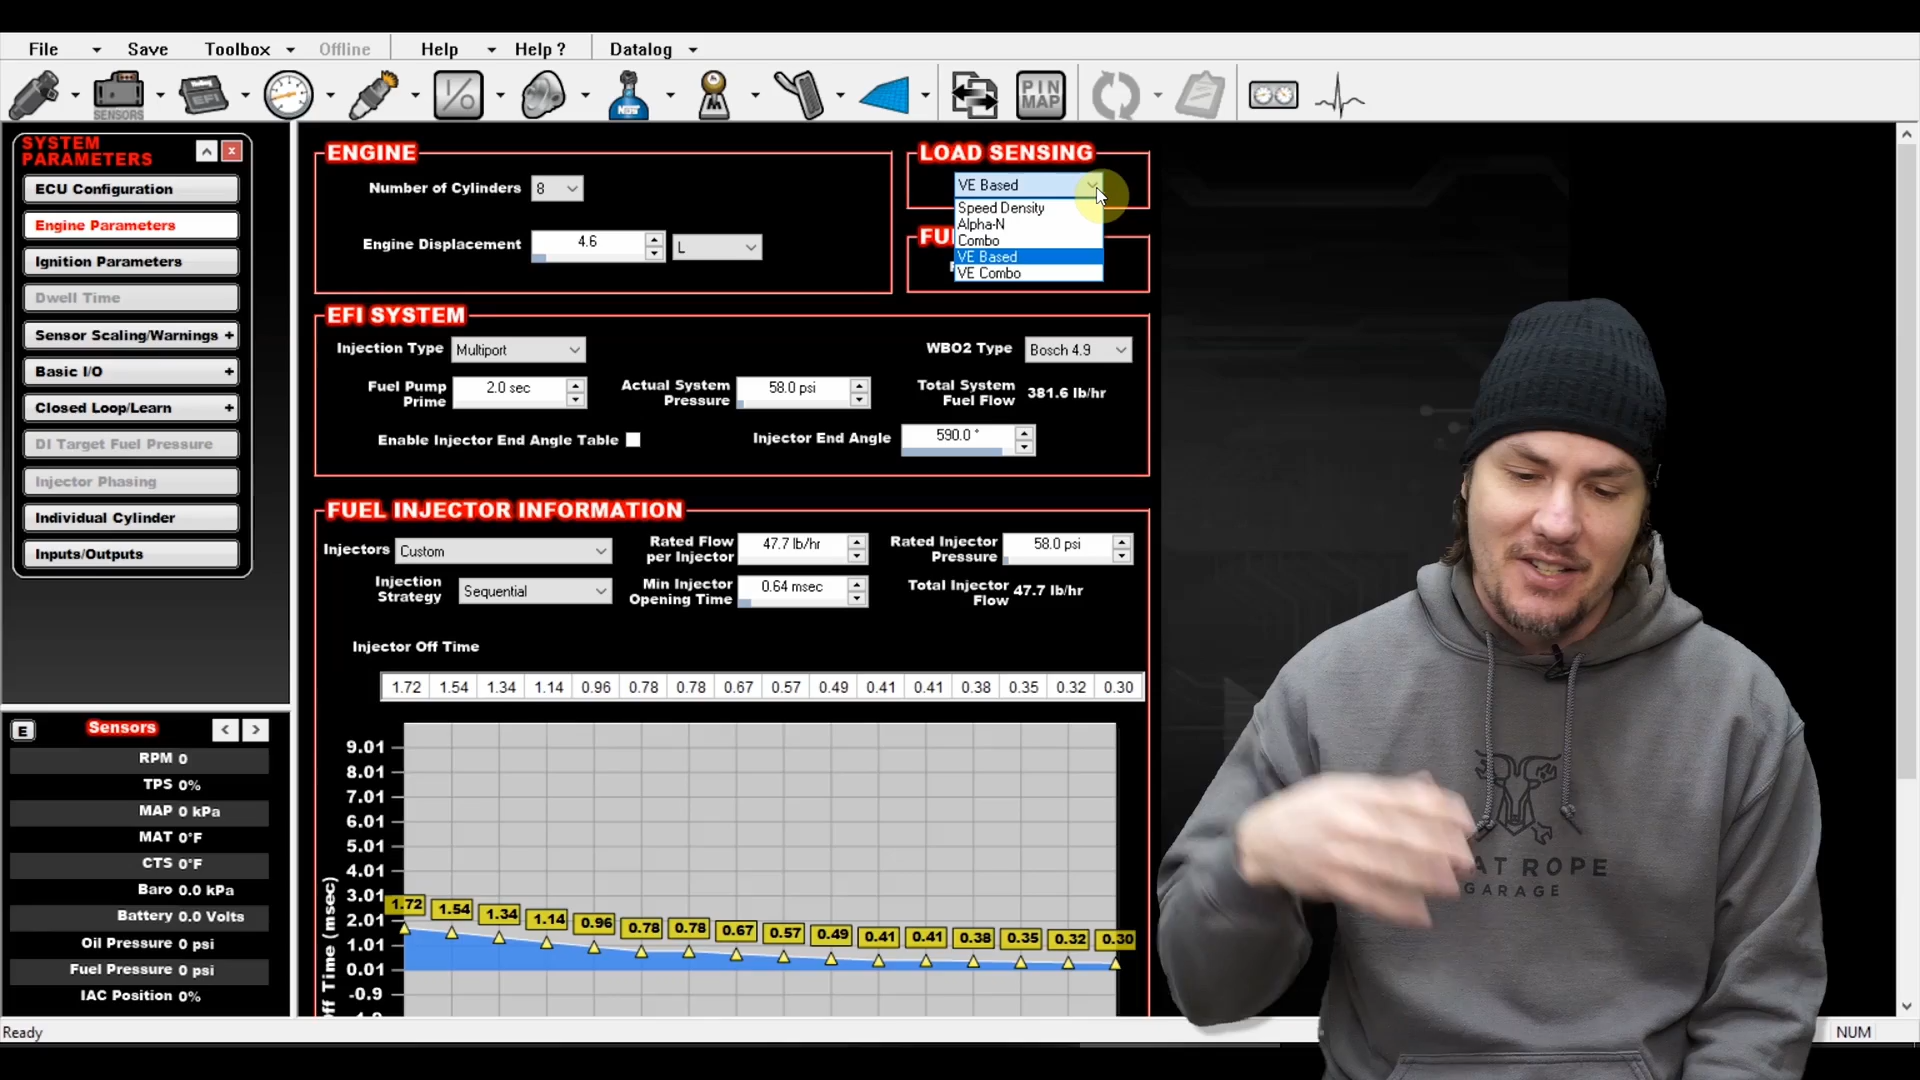 File Save Toolbox Offline Help Help ? Datalog
SENSORS EFI I/O NOS PIN MAP
SYSTEM
PARAMETERS
ECU Configuration
Engine Parameters
Ignition Parameters
Dwell Time
Sensor Scaling/Warnings +
Basic I/O +
Closed Loop/Learn +
DI Target Fuel Pressure
Injector Phasing
Individual Cylinder
Inputs/Outputs
E Sensors < >
RPM 0
TPS 0%
MAP 0 kPa
MAT 0°F
CTS 0°F
Baro 0.0 kPa
Battery 0.0 Volts
Oil Pressure 0 psi
Fuel Pressure 0 psi
IAC Position 0%
ENGINE
Number of Cylinders 8
Engine Displacement 4.6 L
LOAD SENSING
VE Based
Speed Density
Alpha-N
Combo
VE Based
VE Combo
FU
EFI SYSTEM
Injection Type Multiport
WBO2 Type Bosch 4.9
Fuel Pump Prime 2.0 sec
Actual System Pressure 58.0 psi
Total System Fuel Flow 381.6 lb/hr
Enable Injector End Angle Table
Injector End Angle 590.0 °
FUEL INJECTOR INFORMATION
Injectors Custom
Rated Flow per Injector 47.7 lb/hr
Rated Injector Pressure 58.0 psi
Injection Strategy Sequential
Min Injector Opening Time 0.64 msec
Total Injector Flow 47.7 lb/hr
Injector Off Time
1.72 1.54 1.34 1.14 0.96 0.78 0.78 0.67 0.57 0.49 0.41 0.41 0.38 0.35 0.32 0.30
9.01
8.01
7.01
6.01
5.01
4.01
3.01
2.01
1.01
0.01
-0.9
ff Time (msec)
1.72 1.54 1.34 1.14 0.96 0.78 0.78 0.67 0.57 0.49 0.41 0.41 0.38 0.35 0.32 0.30
AT ROPE
GARAGE
Ready
NUM